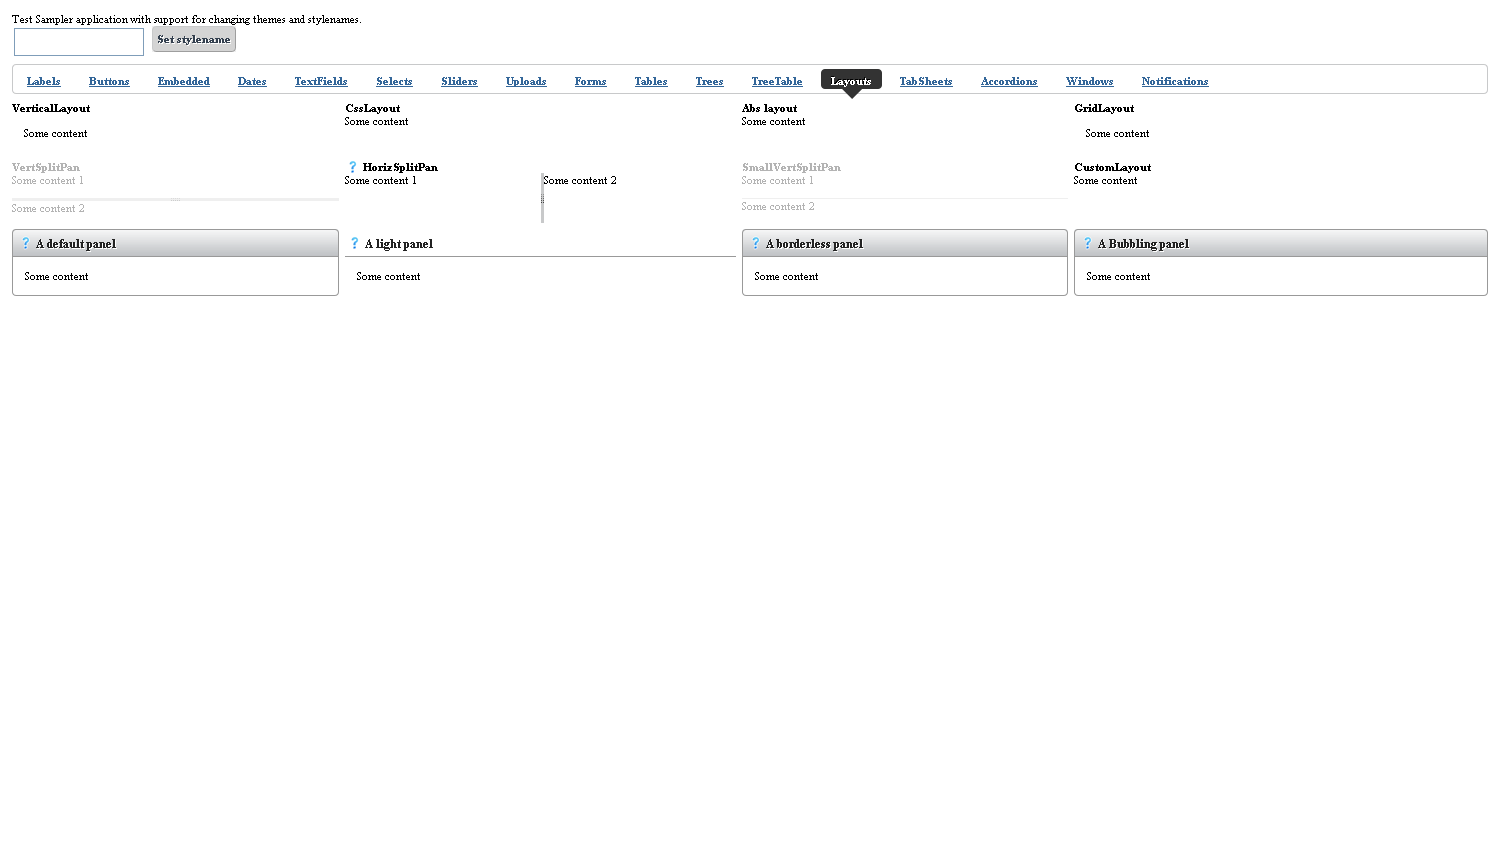 Test Sampler application with support for changing themes and stylenames.
Set stylename
Labels Buttons Embedded Dates TextFields Selects Sliders Uploads Forms Tables Trees TreeTable Layouts TabSheets Accordions Windows Notifications
VerticalLayout CssLayout Abs layout GridLayout
Some content Some content
Some content Some content
VertSplitPan ? HorizSplitPan SmallVertSplitPan CustomLayout
Some content 1 Some content 1 Some content 2 Some content 1 Some content
Some content 2 Some content 2
? A default panel ? A light panel ? A borderless panel ? A Bubbling panel
Some content Some content Some content Some content